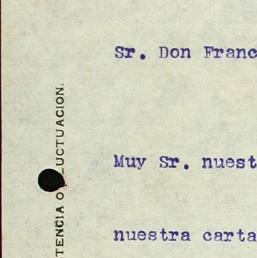 Sr. Don Franc
Muy Sr. nuest
nuestra carta
TENCIA O UCTUACION.